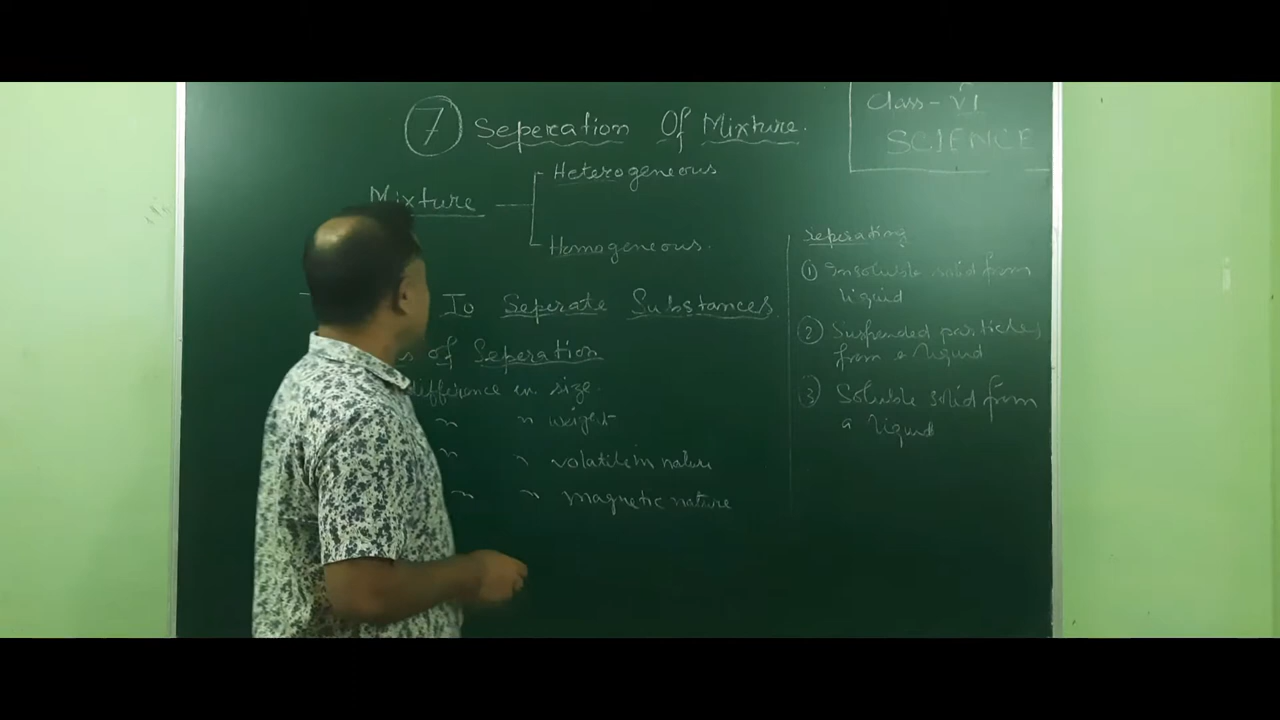 7 Seperation Of Mixture.
Class-VI
SCIENCE
Mixture
Heterogeneous
Homogeneous.
To Seperate Substances.
of Seperation
difference in size.
" " weight
" " volatile in nature
" " magnetic nature
Seperating
① Insoluble solid from
liquid
② Suspended particles
from a liquid
③ Soluble solid from
a liquid